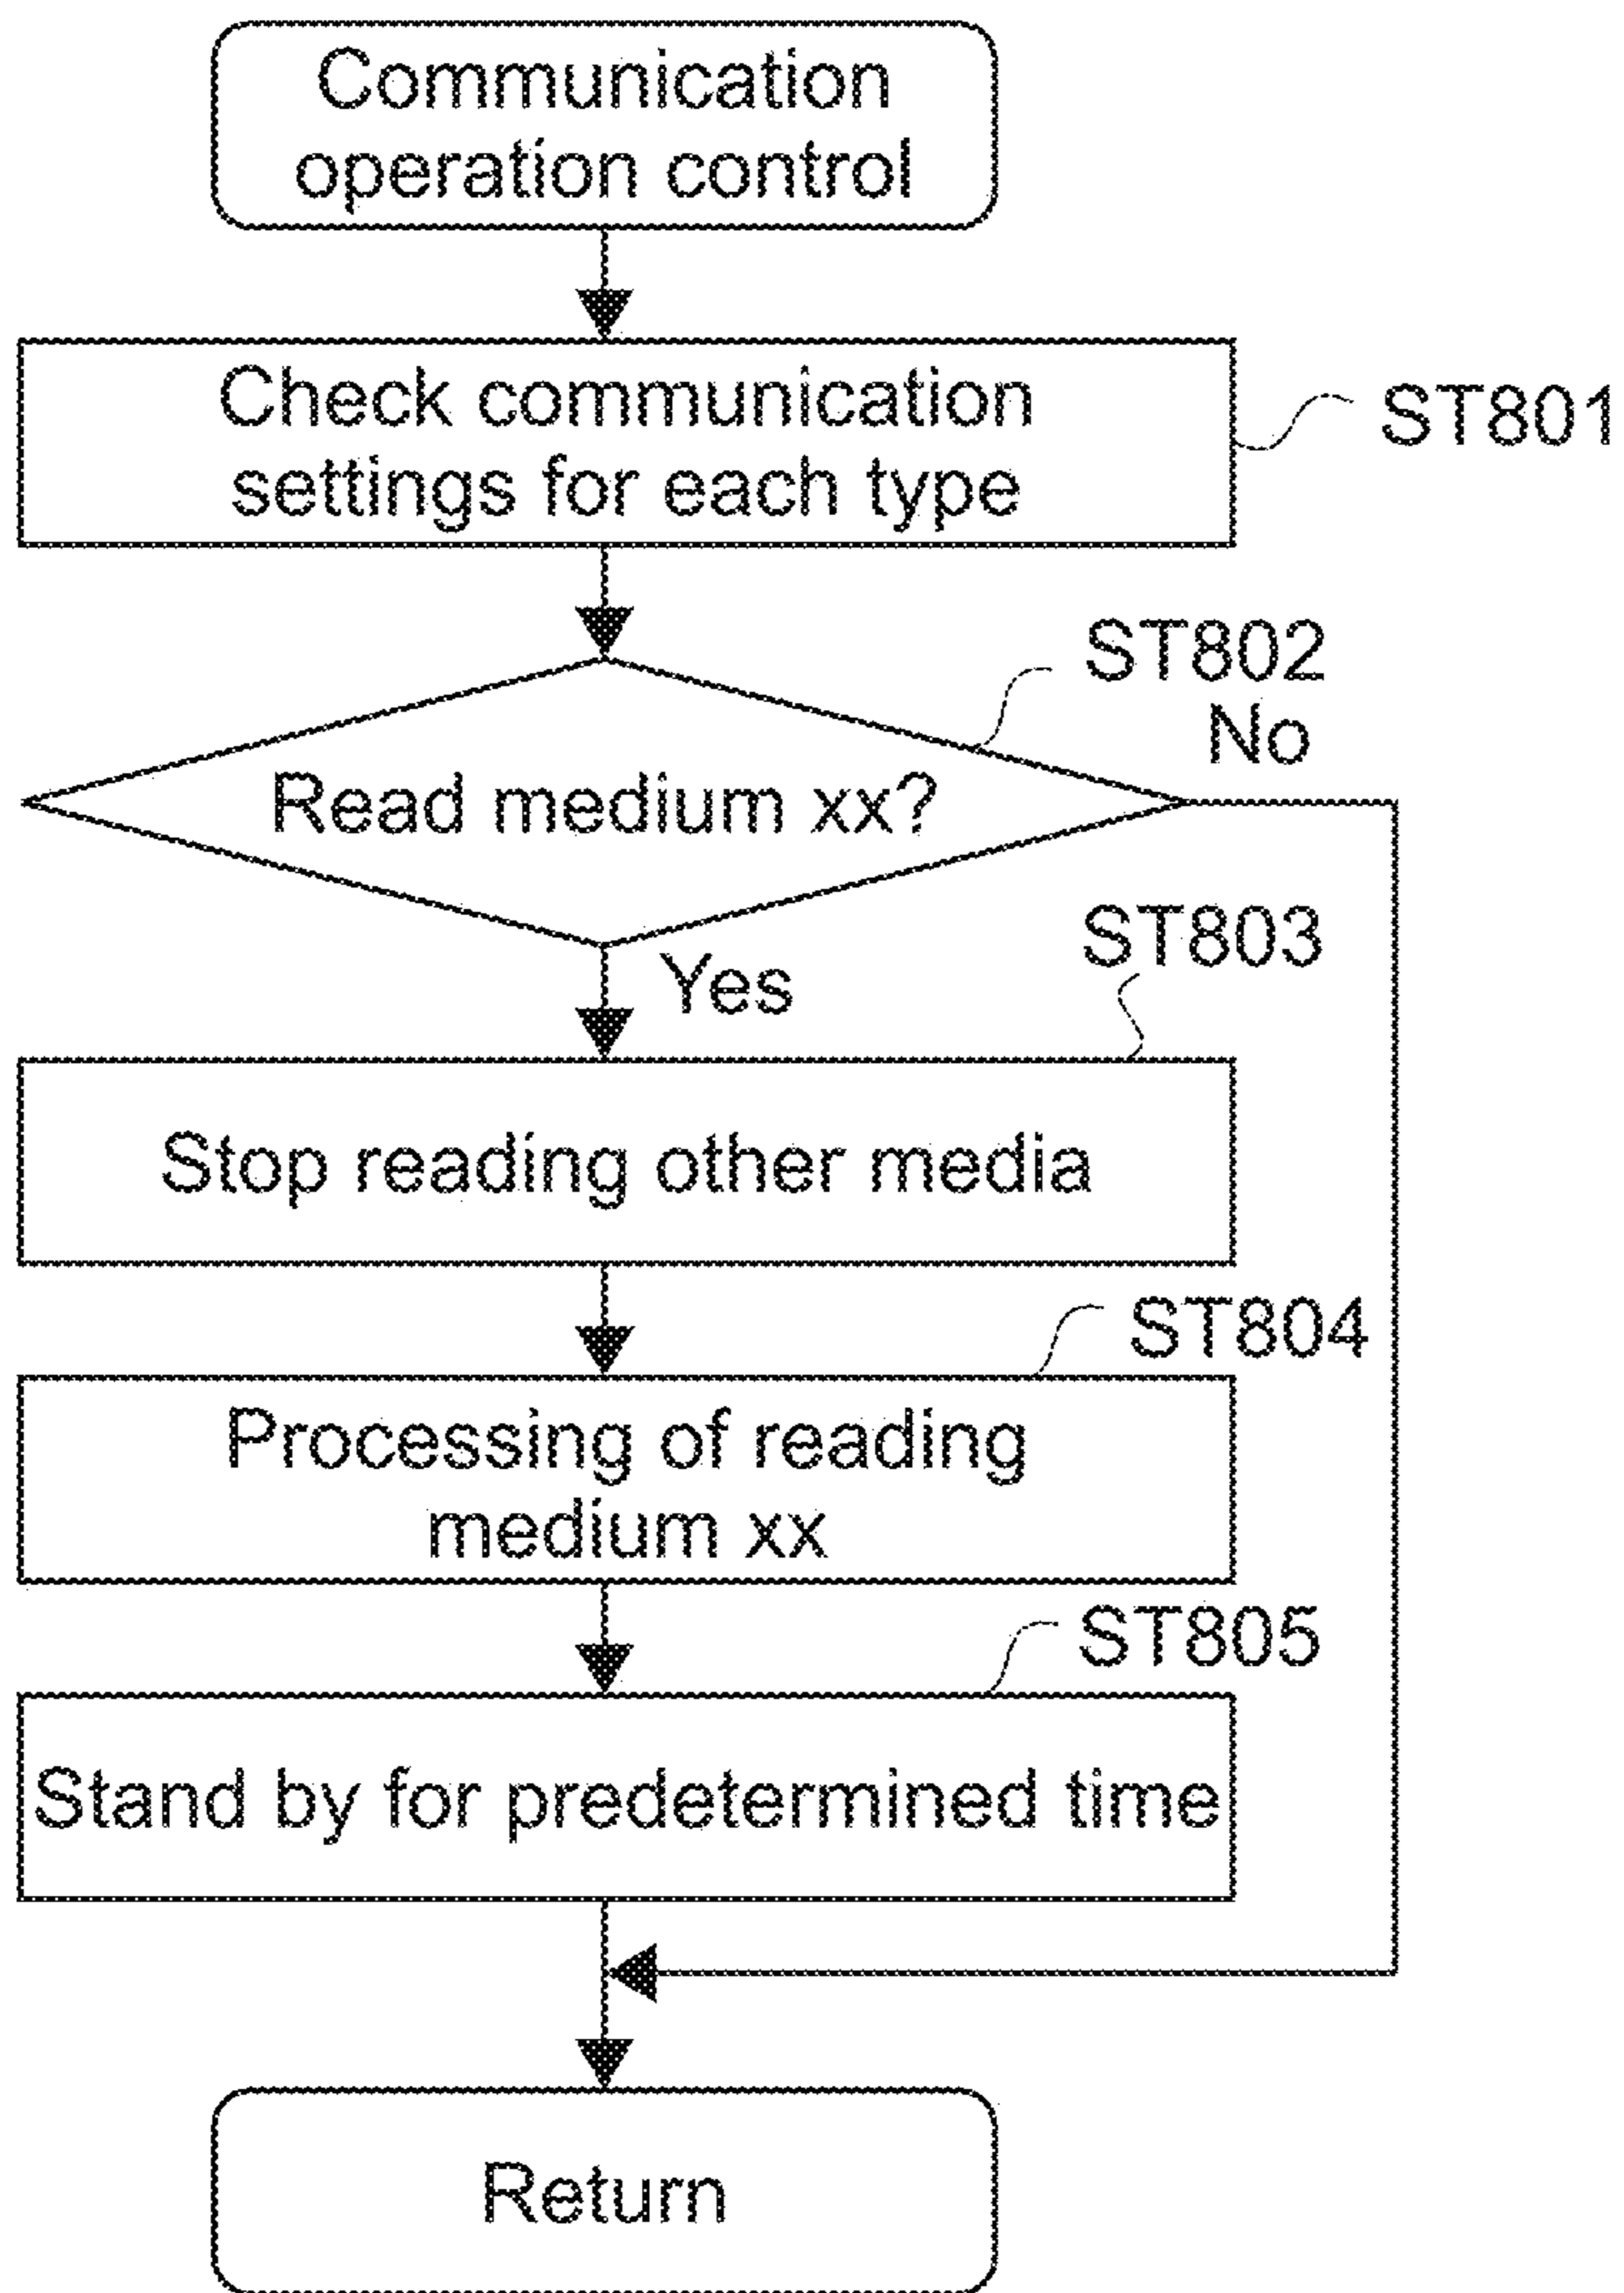 Communication
operation control
Check communication
settings for each type
ST801
ST802
No
Read medium xx?
Yes
ST803
Stop reading other media
ST804
Processing of reading
medium xx
ST805
Stand by for predetermined time
Return